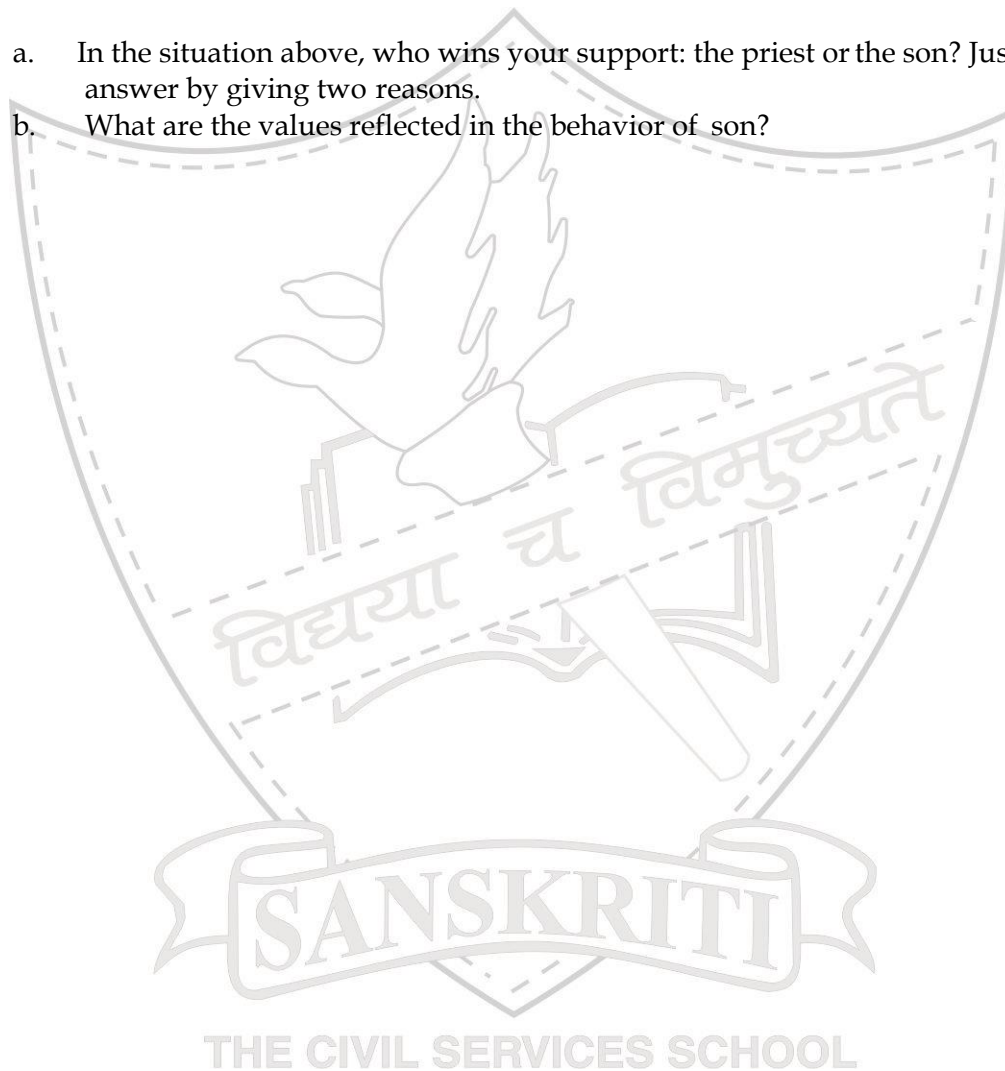 a. In the situation above, who wins your support: the priest or the son? Jus
answer by giving two reasons.
b. What are the values reflected in the behavior of son?
विद्यया च विमुच्यते
SANSKRITI
THE CIVIL SERVICES SCHOOL